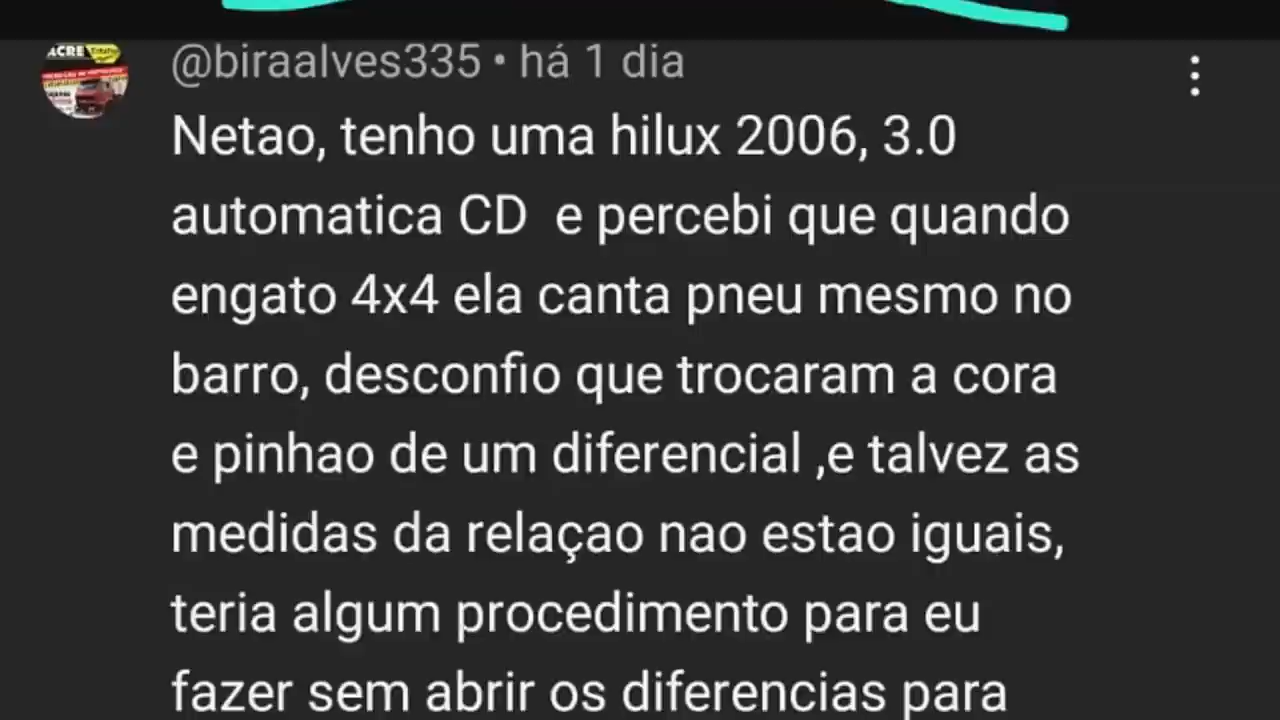 ACRE
@biraalves335 • há 1 dia
Netao, tenho uma hilux 2006, 3.0
automatica CD  e percebi que quando
engato 4x4 ela canta pneu mesmo no
barro, desconfio que trocaram a cora
e pinhao de um diferencial ,e talvez as
medidas da relaçao nao estao iguais,
teria algum procedimento para eu
fazer sem abrir os diferencias para